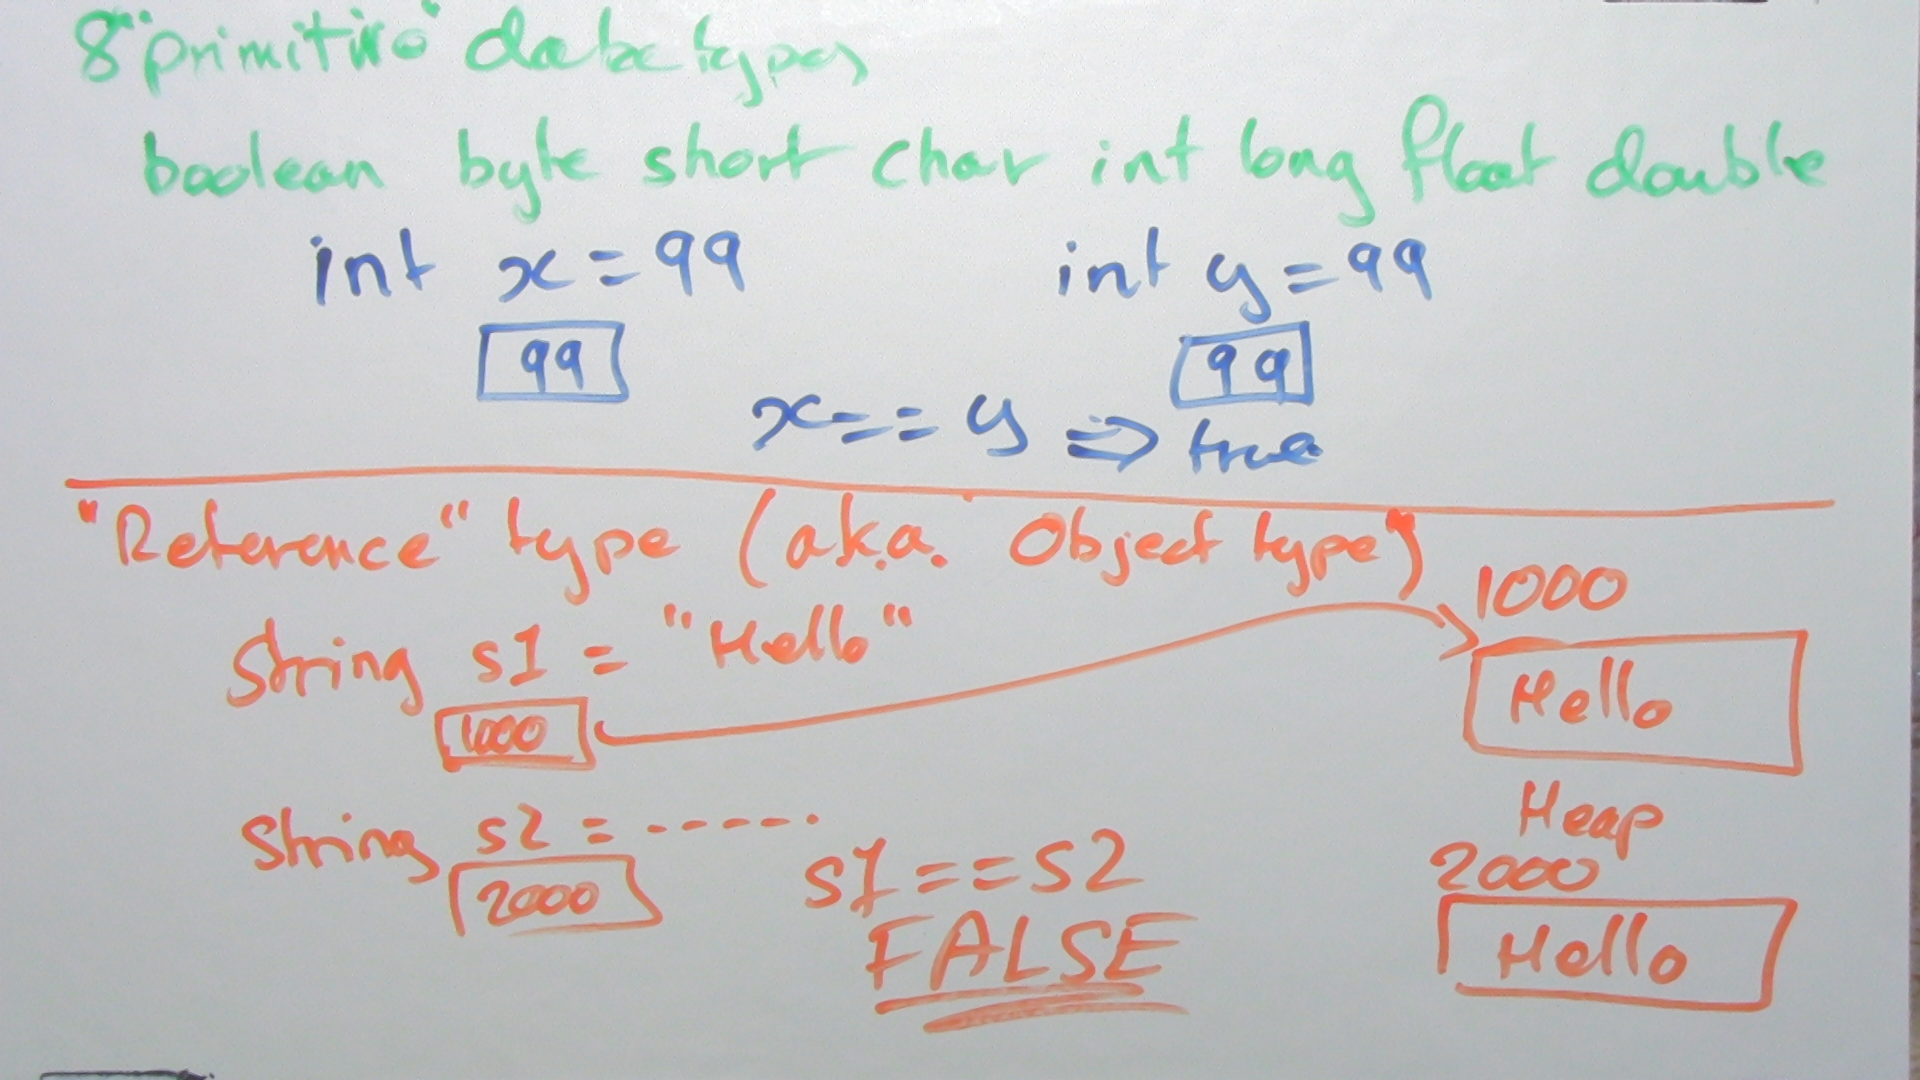 8 "primitive" data types
boolean byte short char int long float double
int x = 99
int y = 99
99
99
x == y => true
"Reference" type (a.k.a. Object type)
1000
String s1 = "Hello"
1000
Hello
Heap
String s2 = ------
2000
2000
s1 == s2
FALSE
Hello